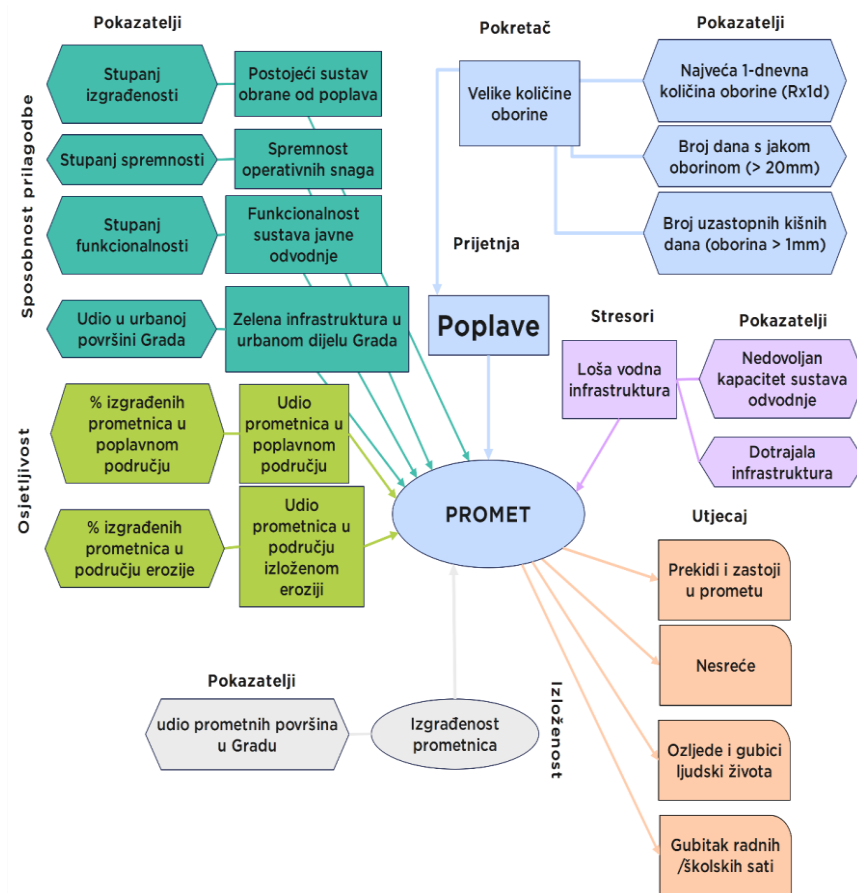 Pokazatelji
Sposobnost prilagodbe
Stupanj
izgrađenosti
Postojeći sustav
obrane od poplava
Stupanj spremnosti
Spremnost
operativnih snaga
Stupanj
funkcionalnosti
Funkcionalnost
sustava javne
odvodnje
Udio u urbanoj
površini Grada
Zelena infrastruktura u
urbanom dijelu Grada
Osjetljivost
% izgrađenih
prometnica u
poplavnom
području
Udio
prometnica u
poplavnom
području
% izgrađenih
prometnica u
području erozije
Udio
prometnica u
području
izloženom
eroziji
Pokretač
Velike količine
oborine
Pokazatelji
Najveća 1-dnevna
količina oborine (Rx1d)
Broj dana s jakom
oborinom (> 20mm)
Broj uzastopnih kišnih
dana (oborina > 1mm)
Prijetnja
Poplave
Stresori
Loša vodna
infrastruktura
Pokazatelji
Nedovoljan
kapacitet sustava
odvodnje
Dotrajala
infrastruktura
PROMET
Utjecaj
Prekidi i zastoji
u prometu
Nesreće
Ozljede i gubici
ljudski života
Gubitak radnih
/školskih sati
Pokazatelji
udio prometnih površina
u Gradu
Izgrađenost
prometnica
Izloženost